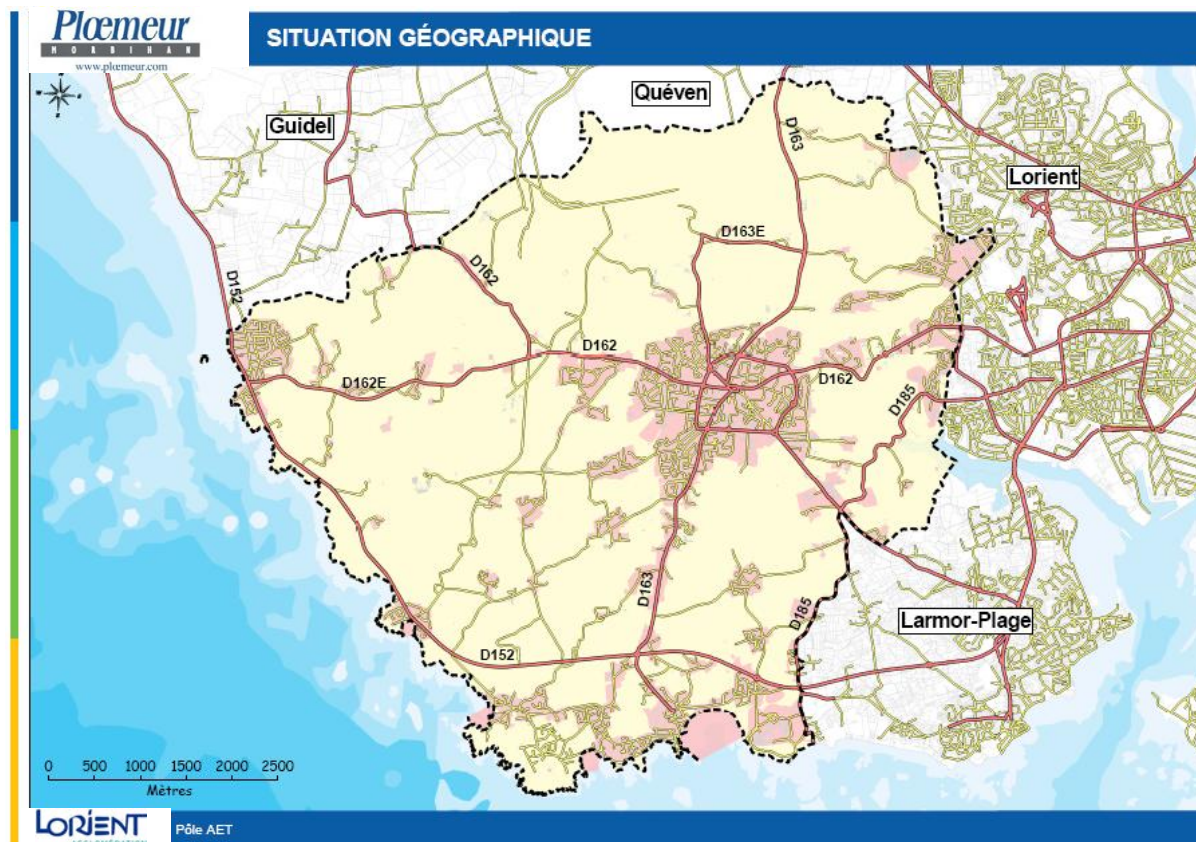 Plœmeur
MORBIHAN
www.plœmeur.com
SITUATION GÉOGRAPHIQUE
Quéven
Guidel
D163
Lorient
D163E
D162
D152
D162
D162E
D162
D185
D163
D185
Larmor-Plage
D152
0 500 1000 1500 2000 2500
Mètres
LORIENT
Pôle AET